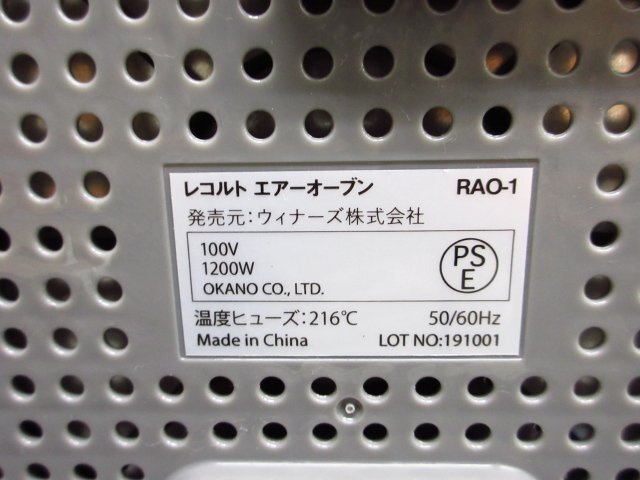 レコルト エアーオーブン RAO-1
発売元:ウィナーズ株式会社
100V
1200W
OKANO CO., LTD.
PS
E
温度ヒューズ:216℃ 50/60Hz
Made in China LOT NO:191001